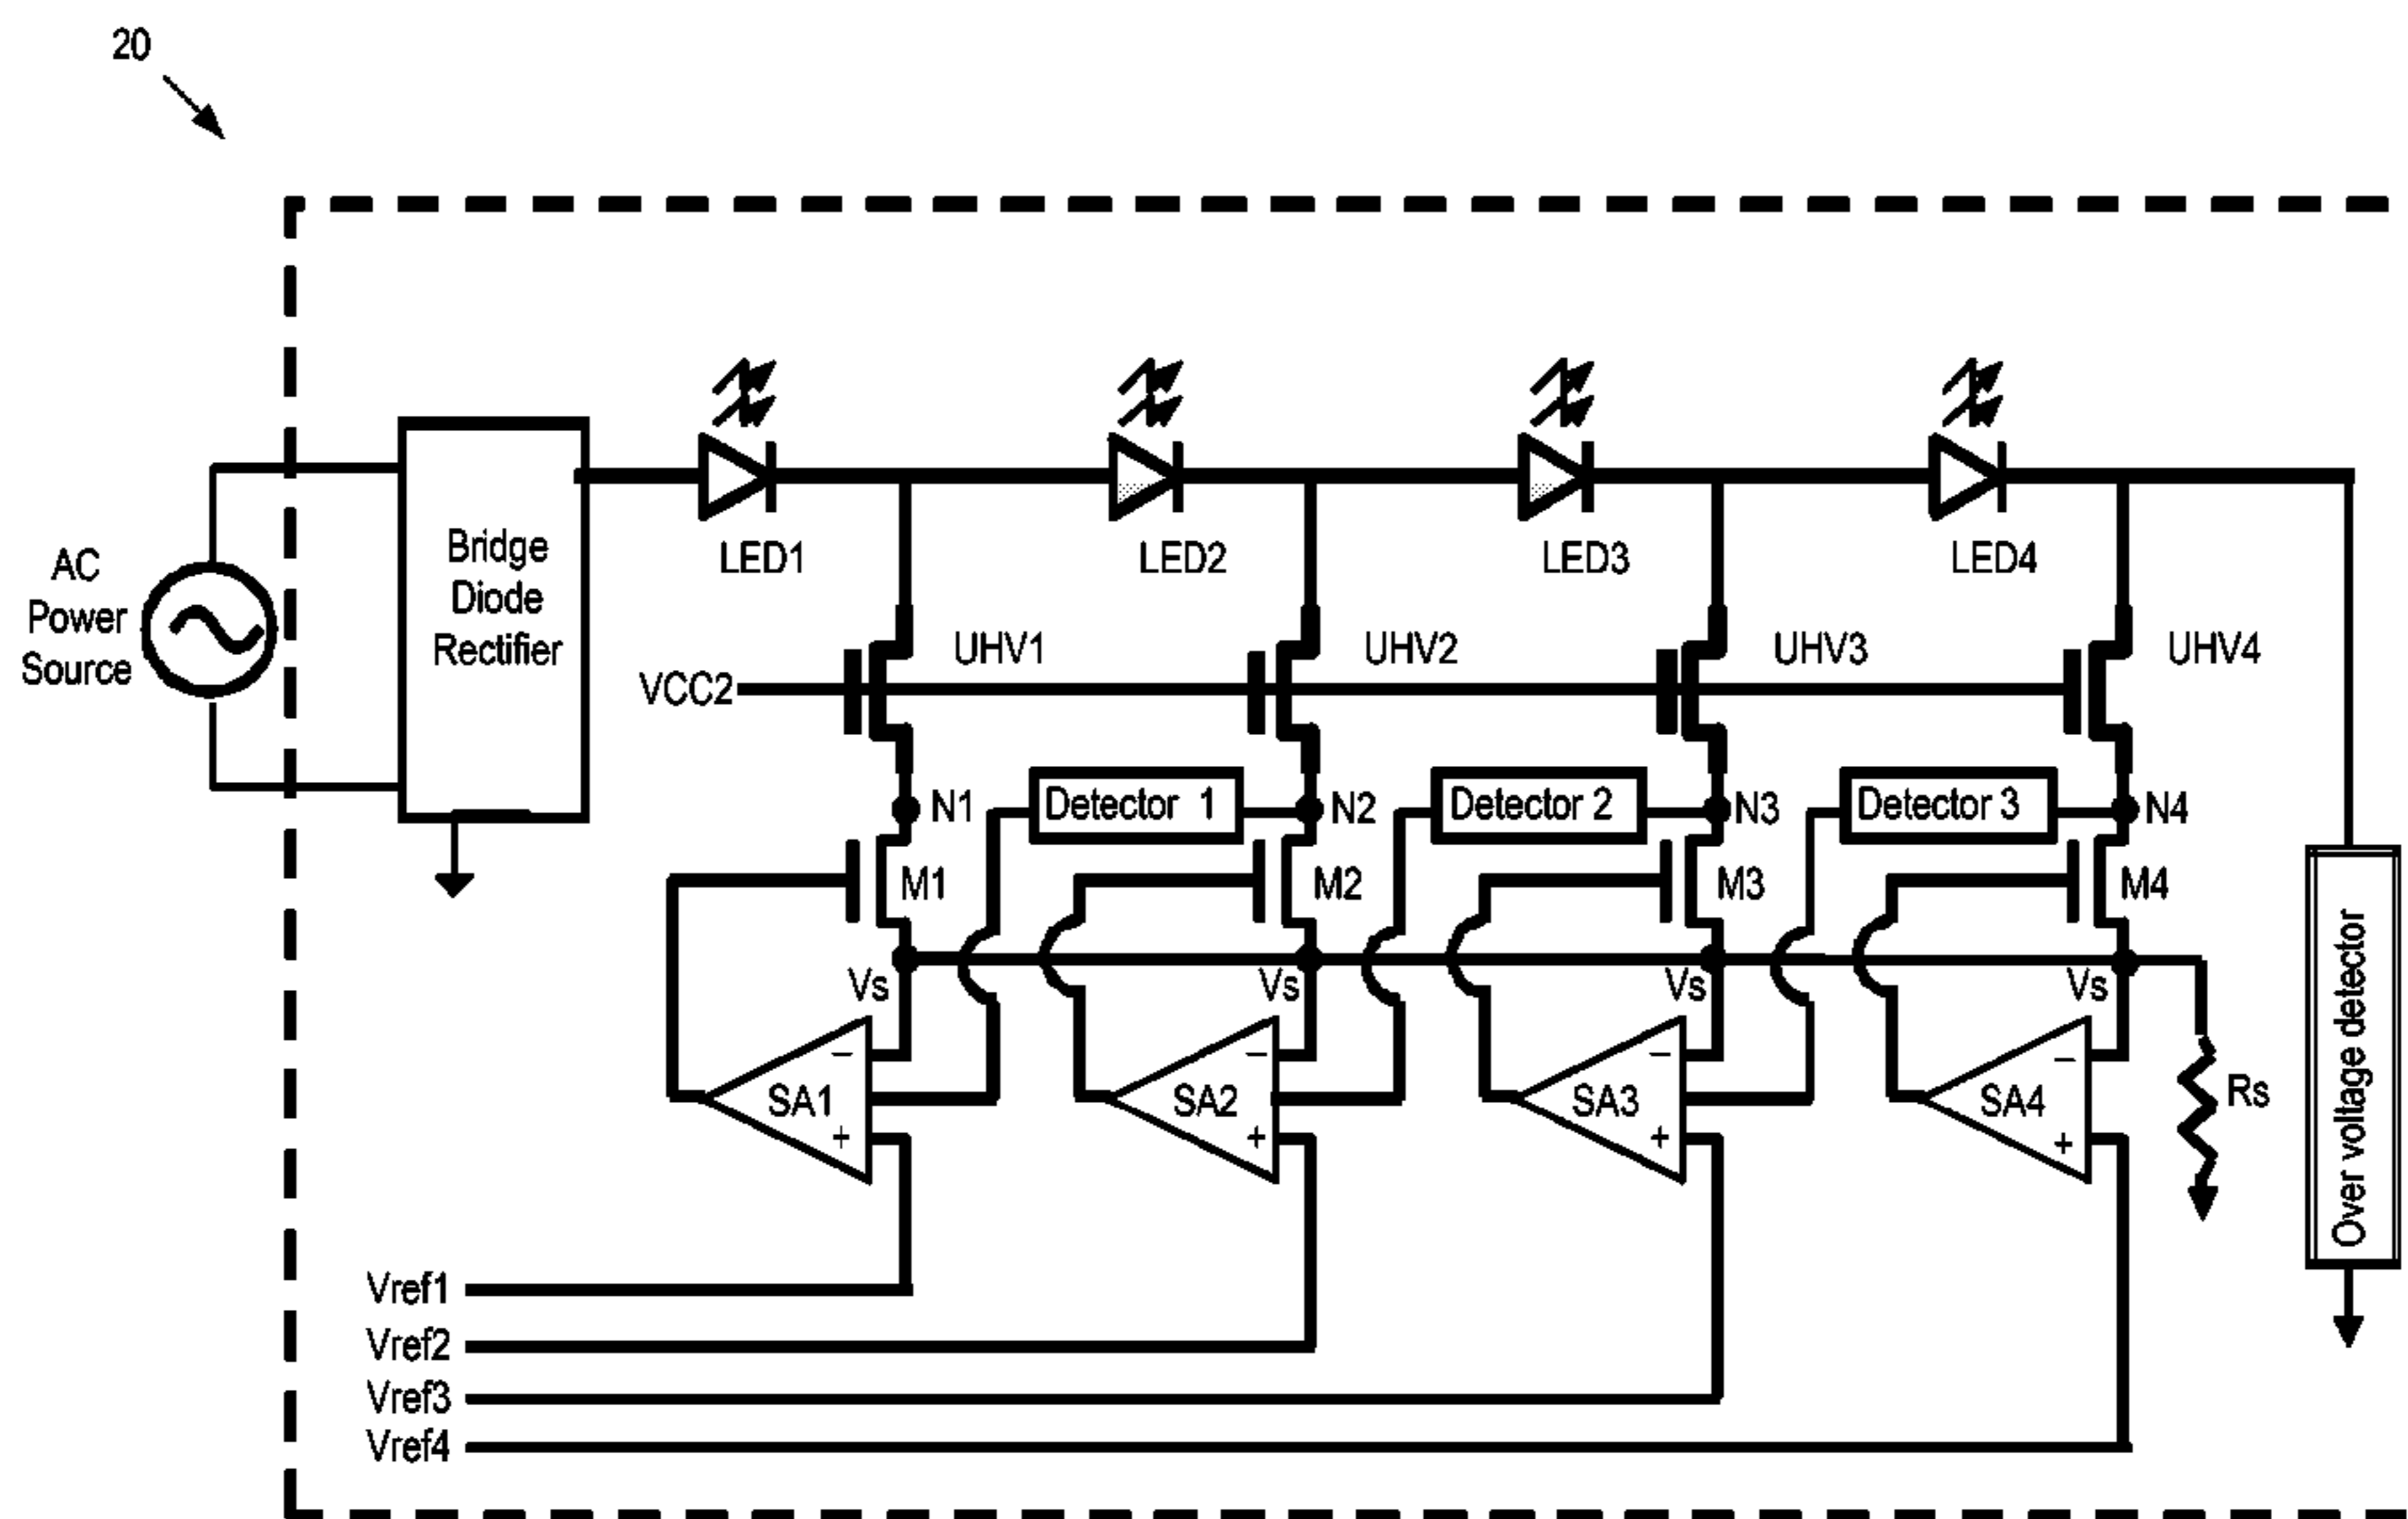 20
AC
Power
Source
Bridge
Diode
Rectifier
LED1
LED2
LED3
LED4
UHV1
UHV2
UHV3
UHV4
VCC2
N1
Detector 1
N2
Detector 2
N3
Detector 3
N4
M1
M2
M3
M4
Vs
Vs
Vs
Vs
−
SA1
+
−
SA2
+
−
SA3
+
−
SA4
+
Rs
Over voltage detector
Vref1
Vref2
Vref3
Vref4